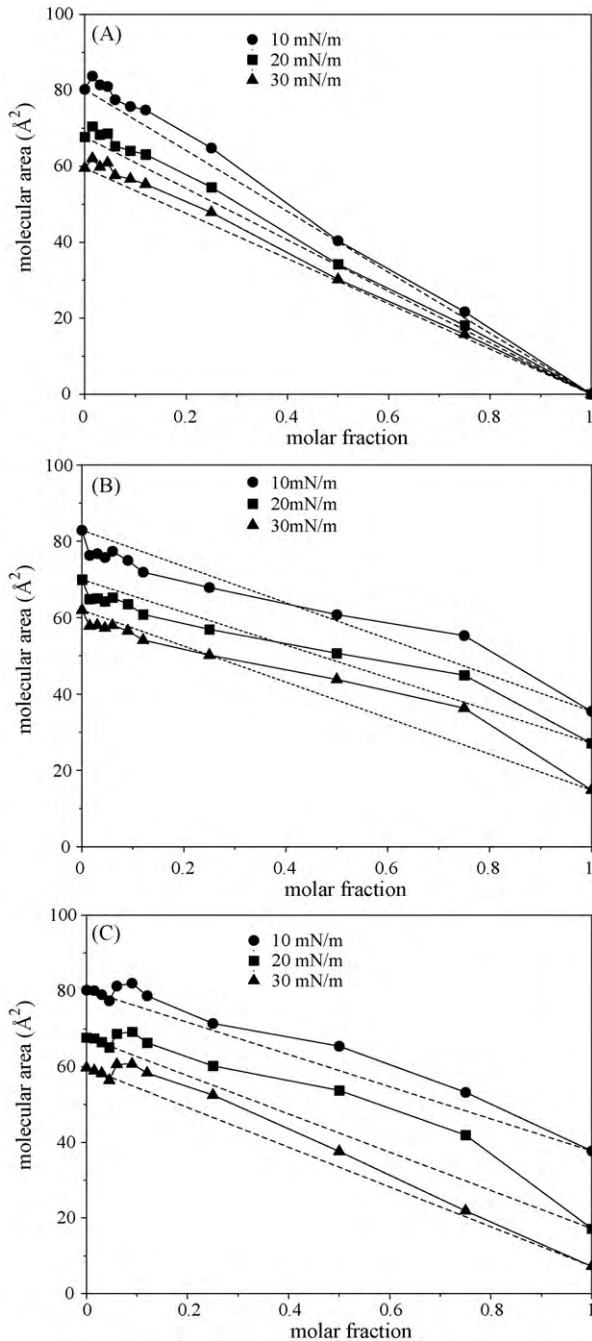 100
(A)
10 mN/m
20 mN/m
30 mN/m
80
60
40
20
0
molecular area (Å²)
0 0.2 0.4 0.6 0.8 1
molar fraction
100
(B)
10mN/m
20mN/m
30mN/m
80
60
40
20
0
molecular area (Å²)
0 0.2 0.4 0.6 0.8 1
molar fraction
100
(C)
10 mN/m
20 mN/m
30 mN/m
80
60
40
20
0
molecular area (Å²)
0 0.2 0.4 0.6 0.8 1
molar fraction